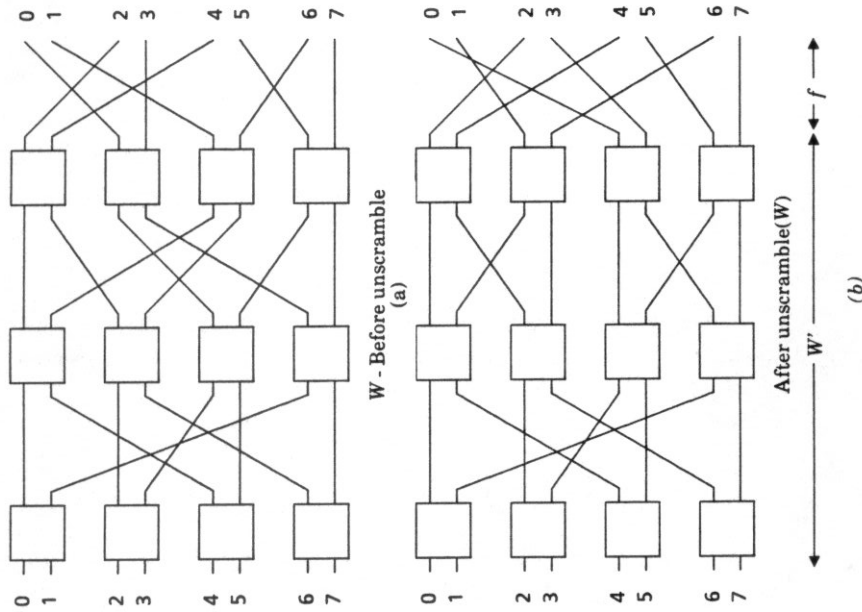 0 1 2 3 4 5 6 7
0 1 2 3 4 5 6 7
W - Before unscramble
(a)
0 1 2 3 4 5 6 7
0 1 2 3 4 5 6 7
After unscramble(W)
W' f
(b)